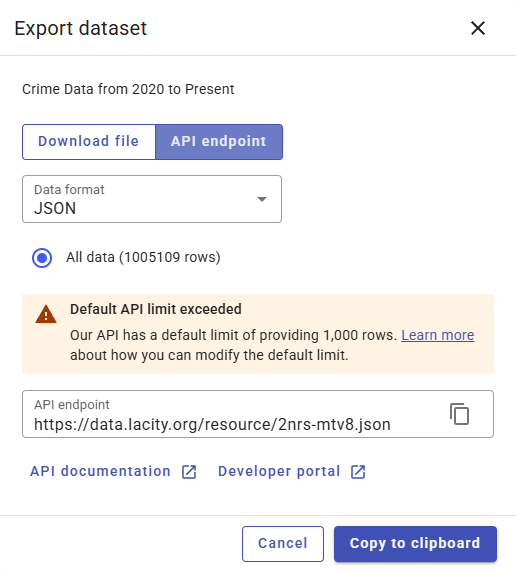 Export dataset
Crime Data from 2020 to Present
Download file
API endpoint
Data format
JSON
All data (1005109 rows)
Default API limit exceeded
Our API has a default limit of providing 1,000 rows. Learn more
about how you can modify the default limit.
API endpoint
https://data.lacity.org/resource/2nrs-mtv8.json
API documentation
Developer portal
Cancel
Copy to clipboard